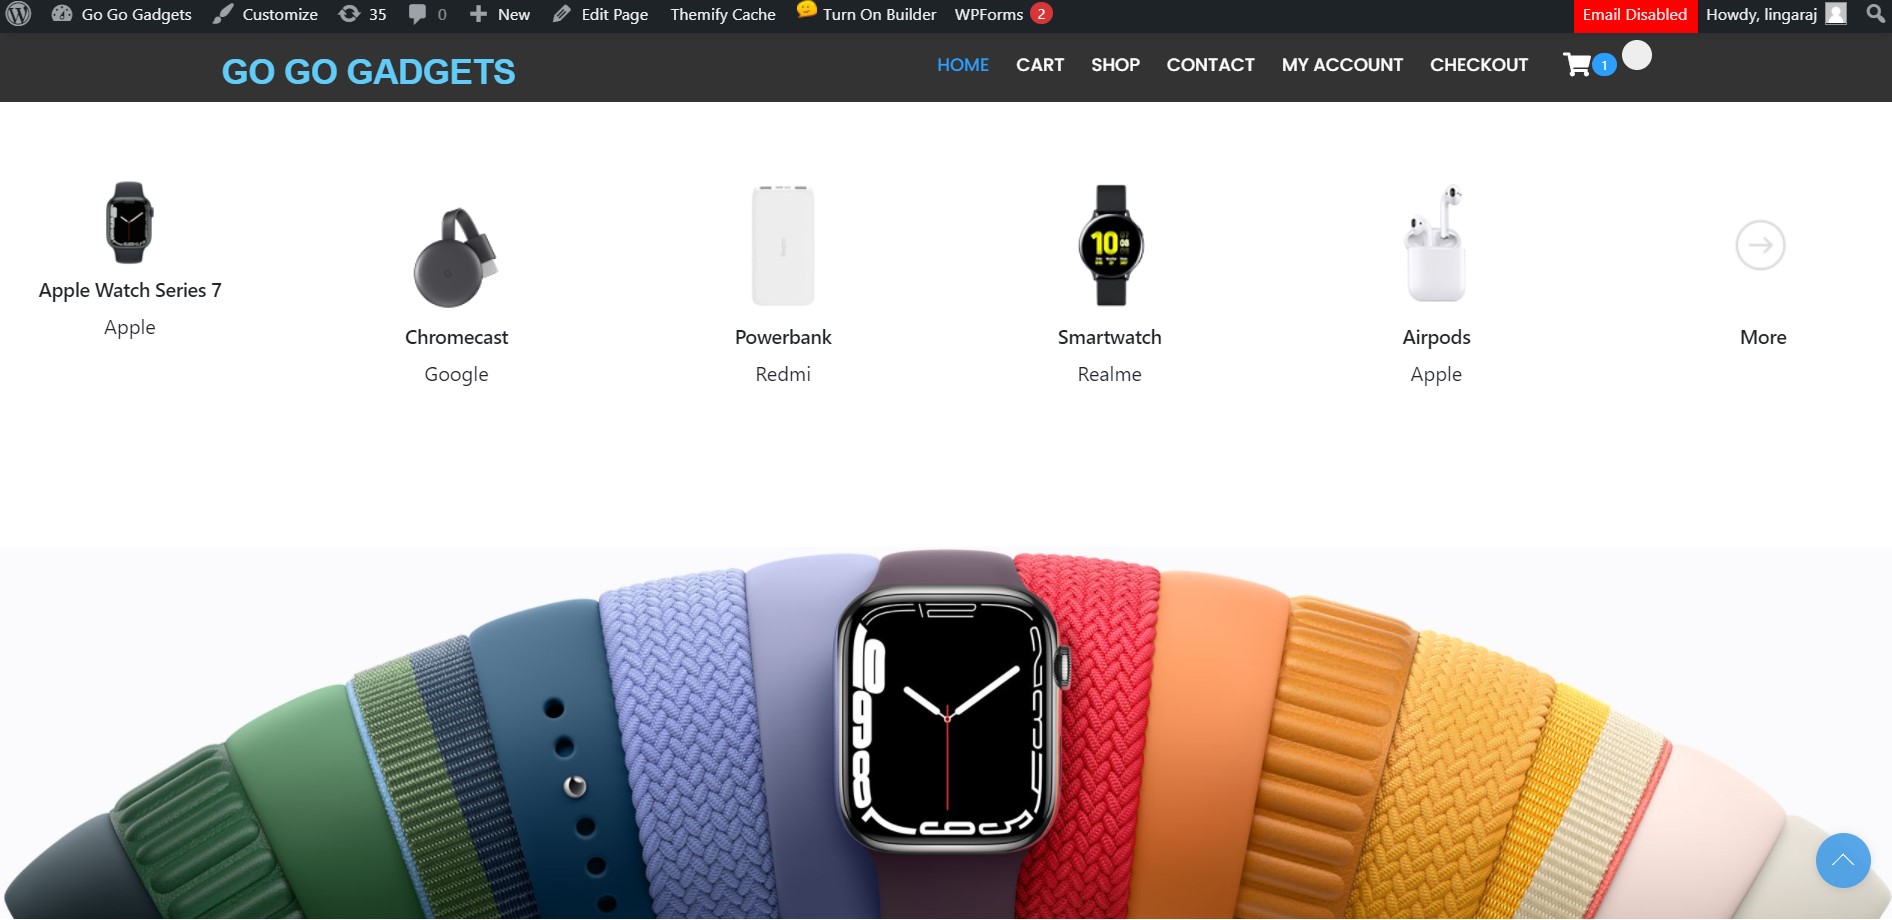 Go Go Gadgets Customize 35 0 New Edit Page Themify Cache Turn On Builder WPForms 2 Email Disabled Howdy, lingaraj
GO GO GADGETS HOME CART SHOP CONTACT MY ACCOUNT CHECKOUT 1
Apple Watch Series 7
Apple
Chromecast Powerbank Smartwatch Airpods More
Google Redmi Realme Apple